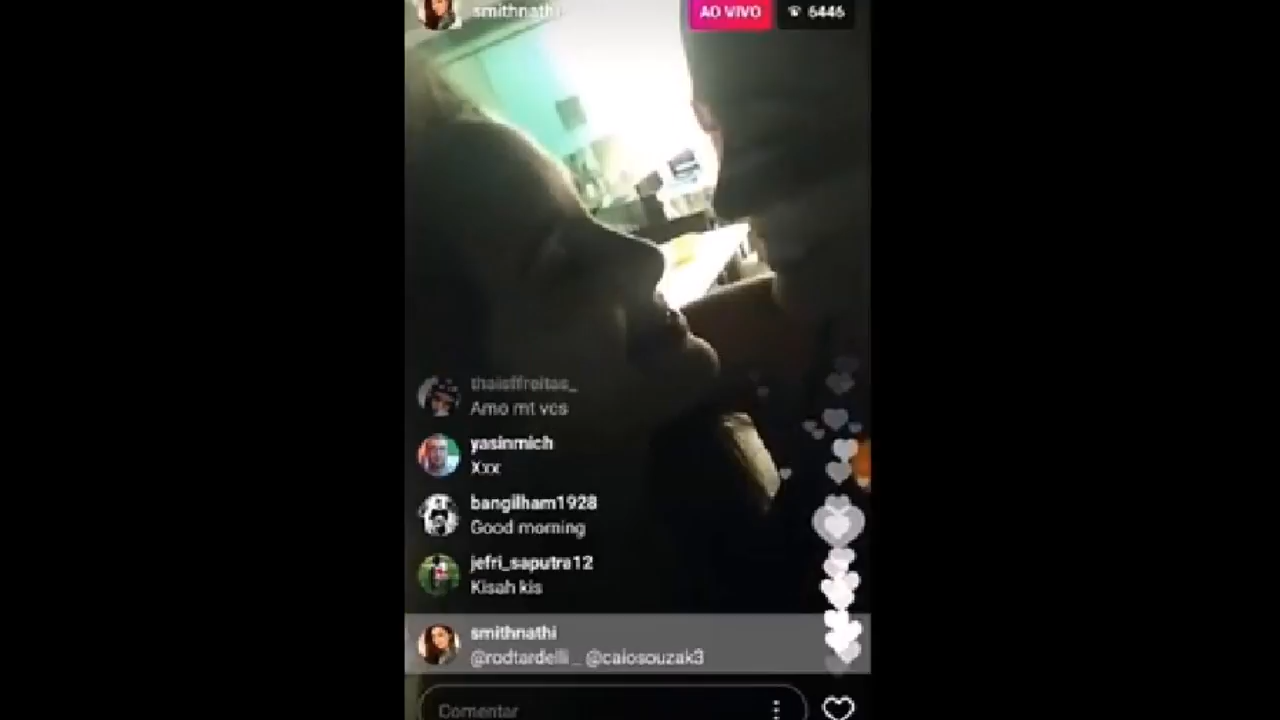 smithnathi
AO VIVO
6446
thaisffreitas_
Amo mt vcs
yasinmich
Xxx
bangilham1928
Good morning
jefri_saputra12
Kisah kis
smithnathi
@rodtardelli_ @caiosouzak3
Comentar